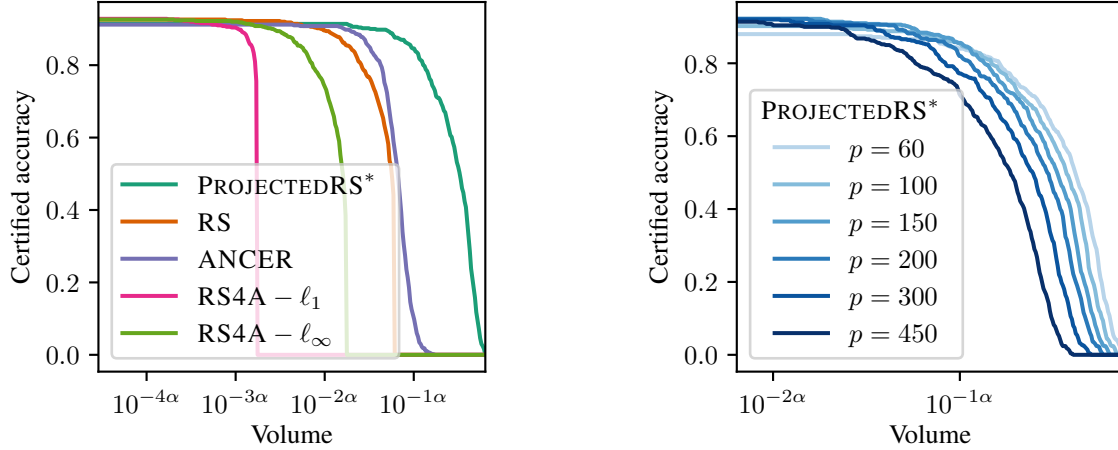 0.8
0.6
0.4
0.2
0.0
Certified accuracy
PROJECTEDRS*
RS
ANCER
RS4A − ℓ₁
RS4A − ℓ∞
10^{−4α}
10^{−3α}
10^{−2α}
10^{−1α}
Volume
0.8
0.6
0.4
0.2
0.0
Certified accuracy
PROJECTEDRS*
p = 60
p = 100
p = 150
p = 200
p = 300
p = 450
10^{−2α}
10^{−1α}
Volume